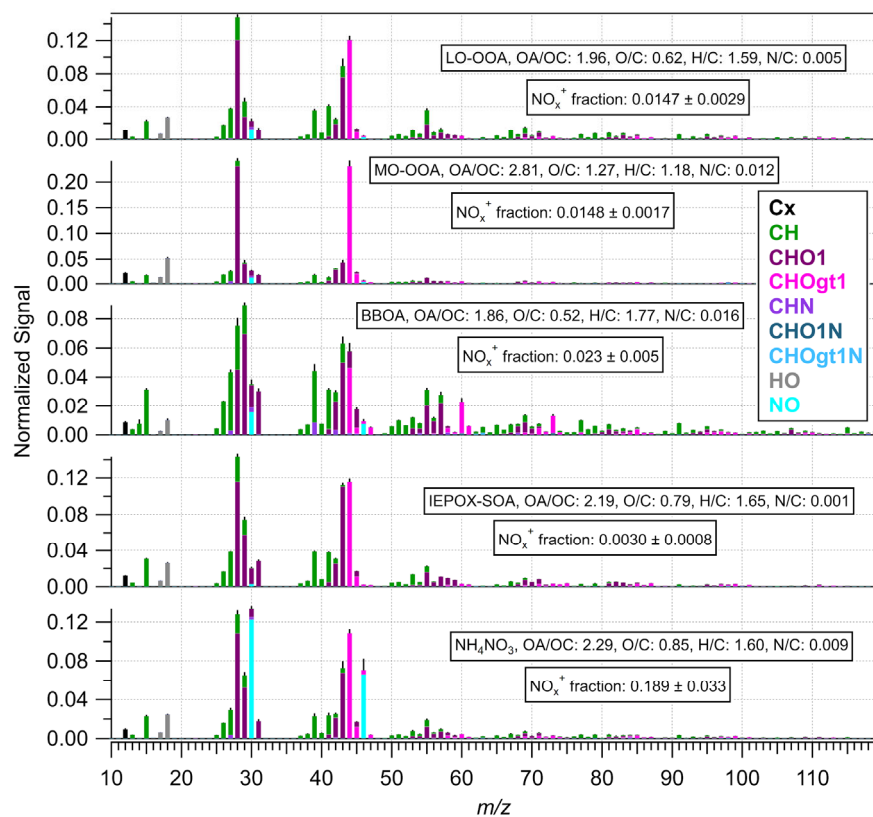 0.12
0.08
0.04
0.00
LO-OOA, OA/OC: 1.96, O/C: 0.62, H/C: 1.59, N/C: 0.005
NOx+ fraction: 0.0147 ± 0.0029
0.20
0.15
0.10
0.05
0.00
MO-OOA, OA/OC: 2.81, O/C: 1.27, H/C: 1.18, N/C: 0.012
NOx+ fraction: 0.0148 ± 0.0017
Cx
CH
CHO1
CHOgt1
CHN
CHO1N
CHOgt1N
HO
NO
Normalized Signal
0.08
0.06
0.04
0.02
0.00
BBOA, OA/OC: 1.86, O/C: 0.52, H/C: 1.77, N/C: 0.016
NOx+ fraction: 0.023 ± 0.005
0.12
0.08
0.04
0.00
IEPOX-SOA, OA/OC: 2.19, O/C: 0.79, H/C: 1.65, N/C: 0.001
NOx+ fraction: 0.0030 ± 0.0008
0.12
0.08
0.04
0.00
NH4NO3, OA/OC: 2.29, O/C: 0.85, H/C: 1.60, N/C: 0.009
NOx+ fraction: 0.189 ± 0.033
10 20 30 40 50 60 70 80 90 100 110
m/z